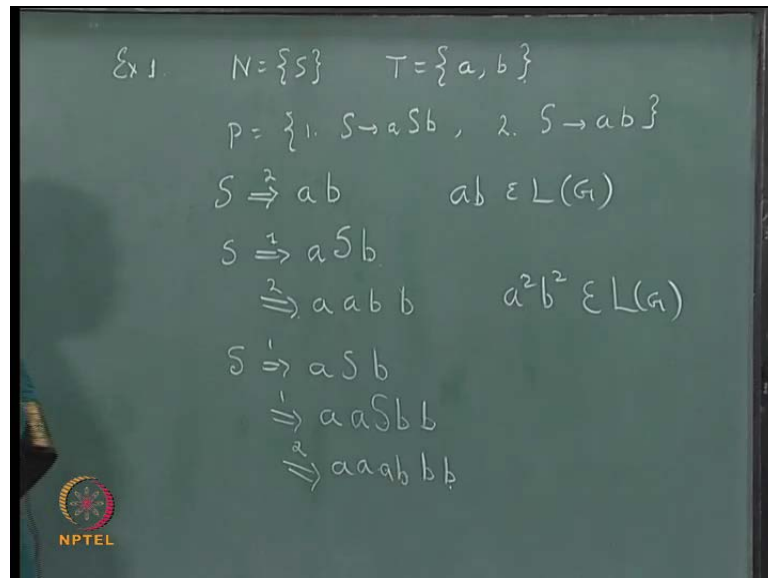 Ex 1. N = {S} T = {a, b}
P = {1. S → aSb, 2. S → ab}
S ⇒² ab ab ε L(G)
S ⇒¹ aSb
⇒² aabb a²b² ε L(G)
S ⇒¹ aSb
⇒¹ aaSbb
⇒² aaabbb
NPTEL